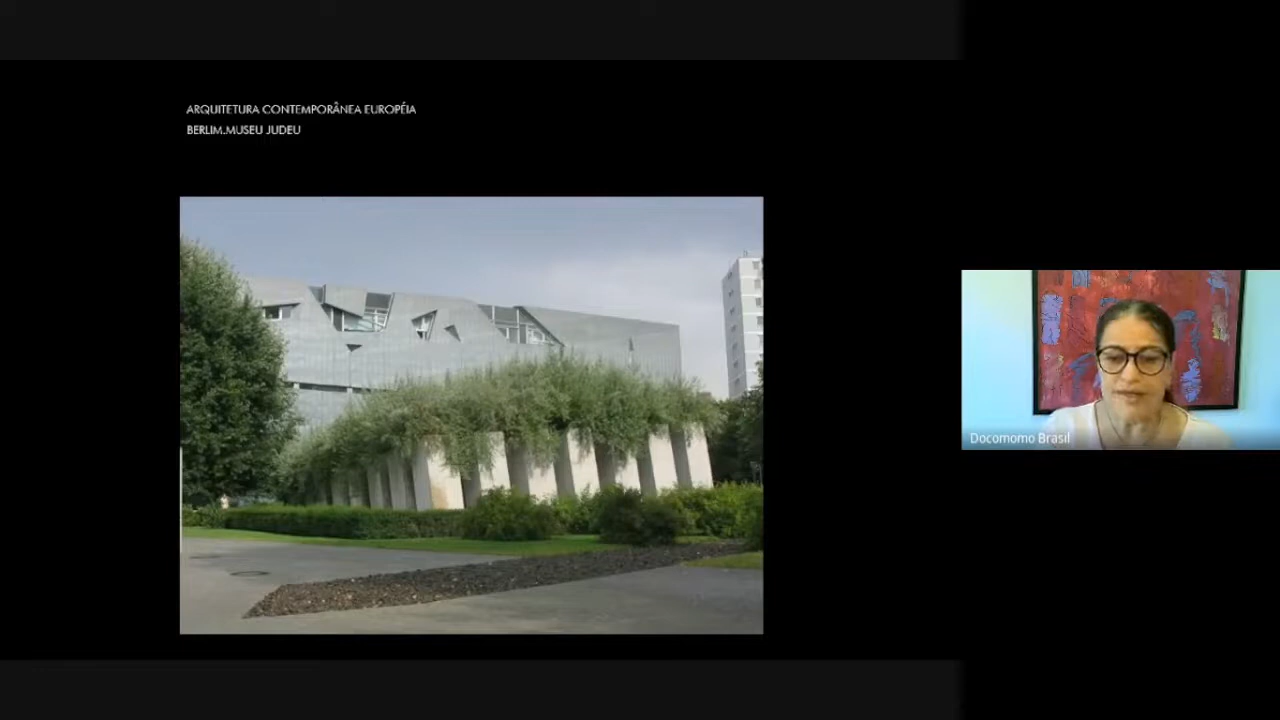 ARQUITETURA CONTEMPORÂNEA EUROPÉIA
BERLIM.MUSEU JUDEU
Docomomo Brasil